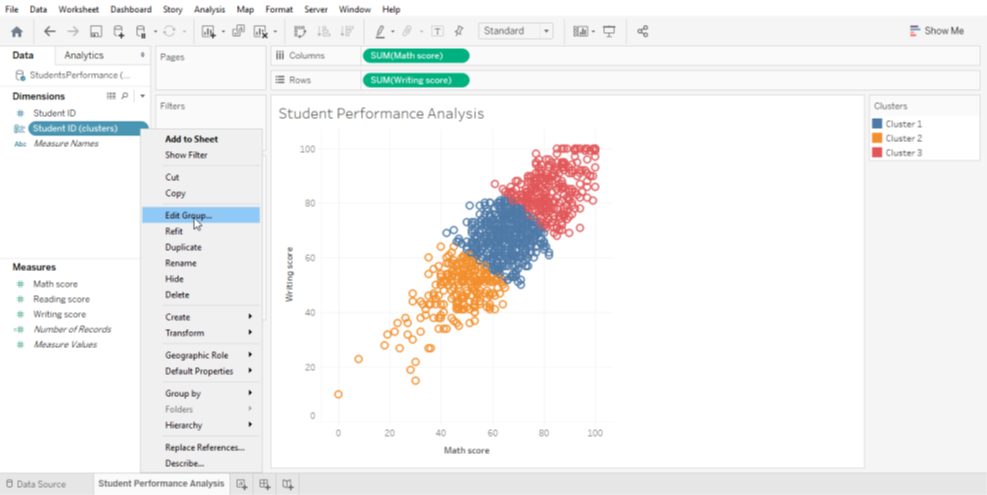 File Data Worksheet Dashboard Story Analysis Map Format Server Window Help
Standard
Show Me
Data Analytics
StudentsPerformance (...
Dimensions
# Student ID
Student ID (clusters)
Abc Measure Names
Measures
# Math score
# Reading score
# Writing score
# Number of Records
# Measure Values
Add to Sheet
Show Filter
Cut
Copy
Edit Group...
Refit
Duplicate
Rename
Hide
Delete
Create
Transform
Geographic Role
Default Properties
Group by
Folders
Hierarchy
Replace References...
Describe...
Pages
Filters
Columns SUM(Math score)
Rows SUM(Writing score)
Student Performance Analysis
100
80
60
40
20
0
Writing score
0 20 40 60 80 100
Math score
Clusters
Cluster 1
Cluster 2
Cluster 3
Data Source Student Performance Analysis